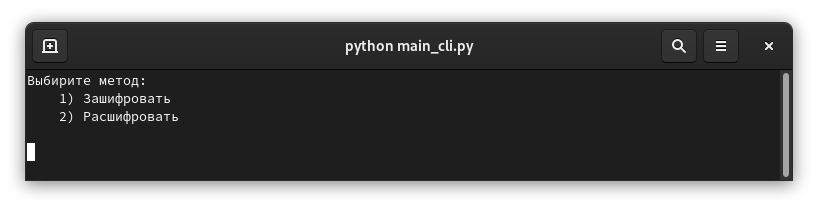 python main_cli.py
Выбирите метод:
1) Зашифровать
2) Расшифровать